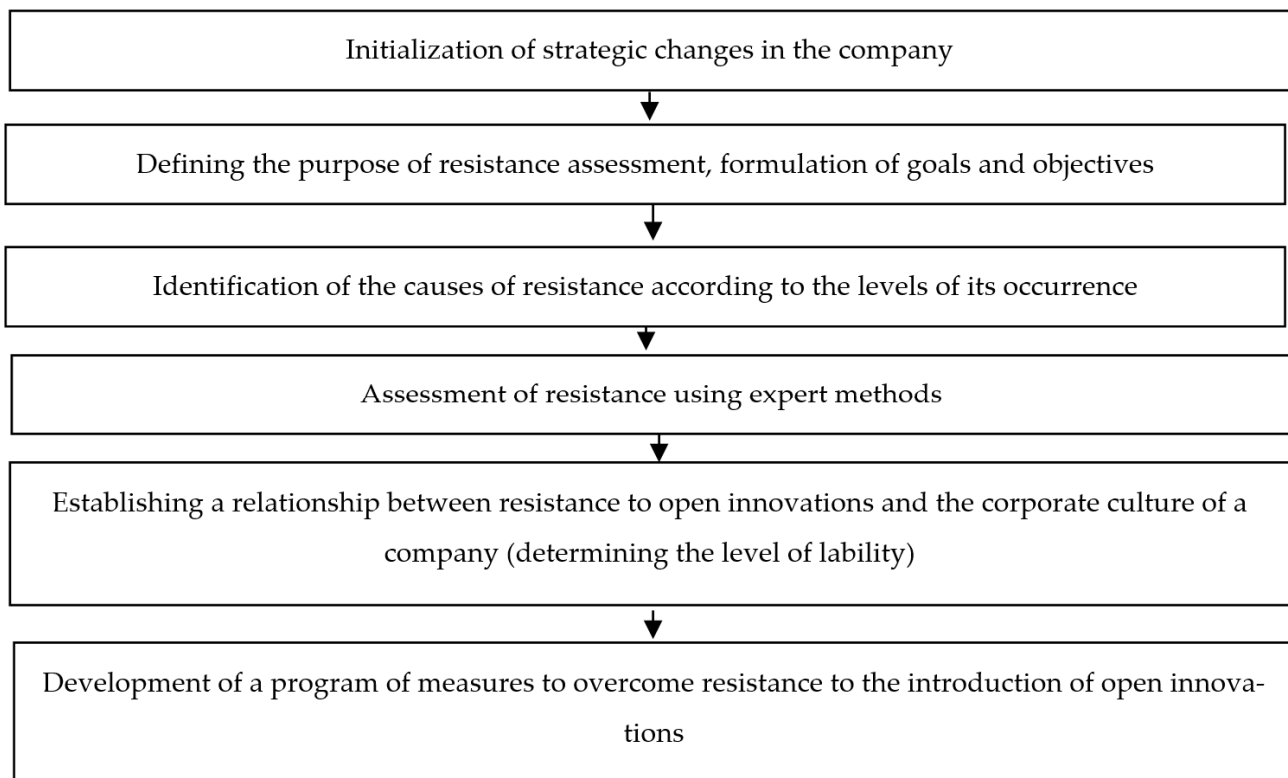 Initialization of strategic changes in the company
Defining the purpose of resistance assessment, formulation of goals and objectives
Identification of the causes of resistance according to the levels of its occurrence
Assessment of resistance using expert methods
Establishing a relationship between resistance to open innovations and the corporate culture of a
company (determining the level of lability)
Development of a program of measures to overcome resistance to the introduction of open innova-
tions